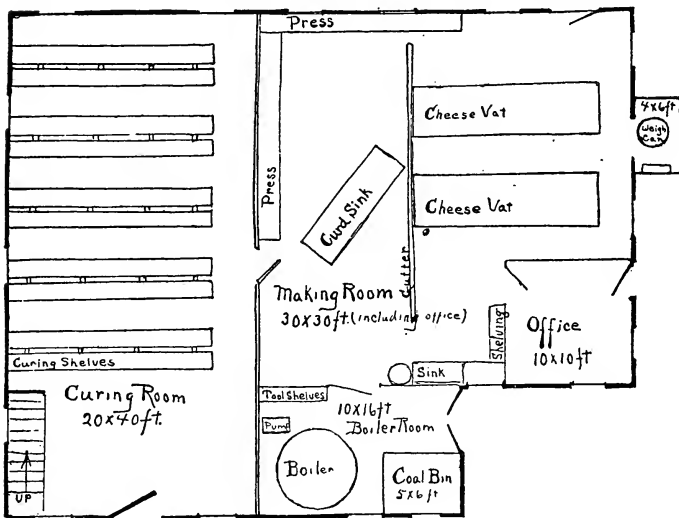 Press
Cheese Vat
4x6ft.
Weigh
Can
Press
Curd Sink
Cheese Vat
Gutter
Making Room
30x30ft.(including office)
Shelving
Office
10x10ft
Curing Shelves
Sink
Curing Room
20x40ft.
Tool Shelves
10x16ft
Boiler Room
Pump
Boiler
Coal Bin
5x6ft
UP